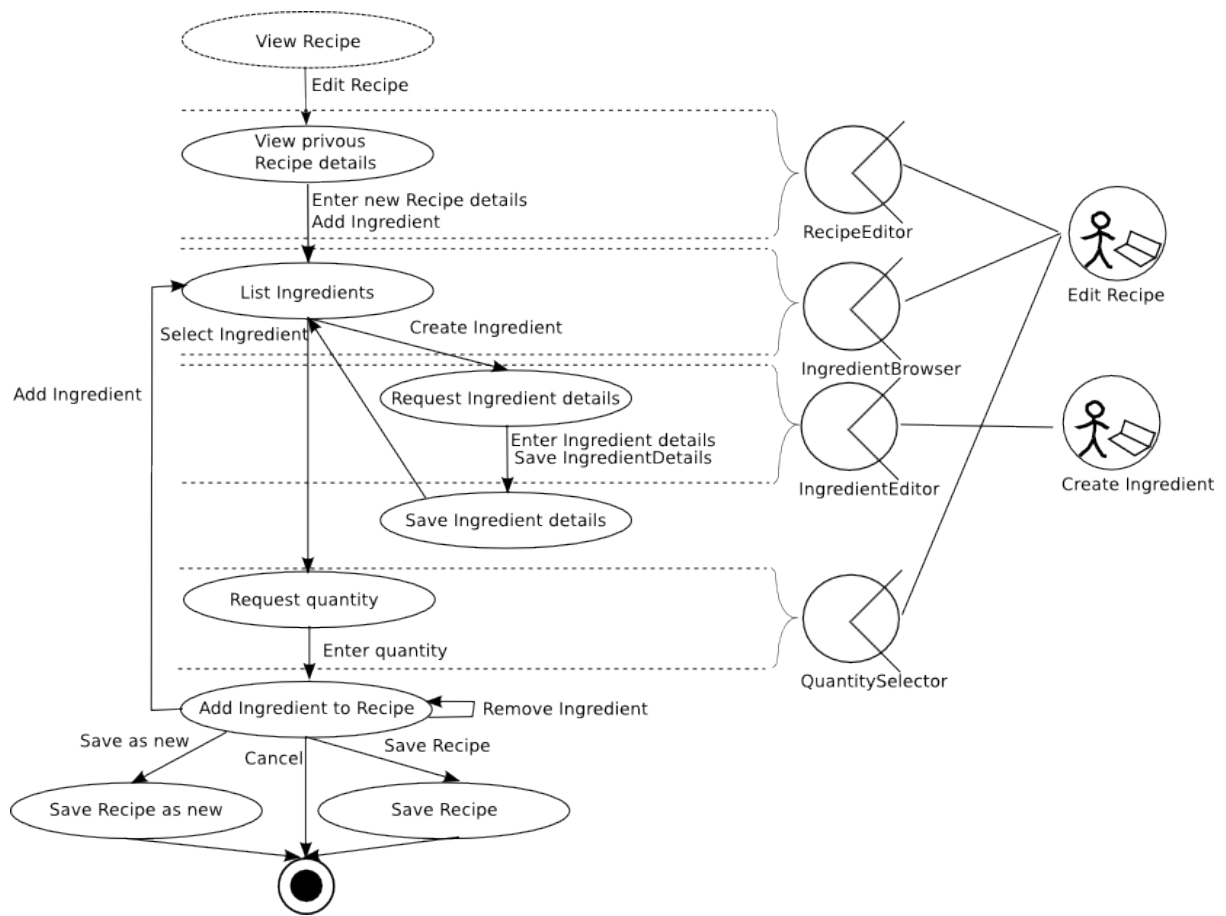 View Recipe
Edit Recipe
View privous
Recipe details
Enter new Recipe details
Add Ingredient
RecipeEditor
Edit Recipe
List Ingredients
Select Ingredient
Create Ingredient
IngredientBrowser
Add Ingredient
Request Ingredient details
Enter Ingredient details
Save IngredientDetails
IngredientEditor
Create Ingredient
Save Ingredient details
Request quantity
Enter quantity
QuantitySelector
Add Ingredient to Recipe
Remove Ingredient
Save as new
Cancel
Save Recipe
Save Recipe as new
Save Recipe